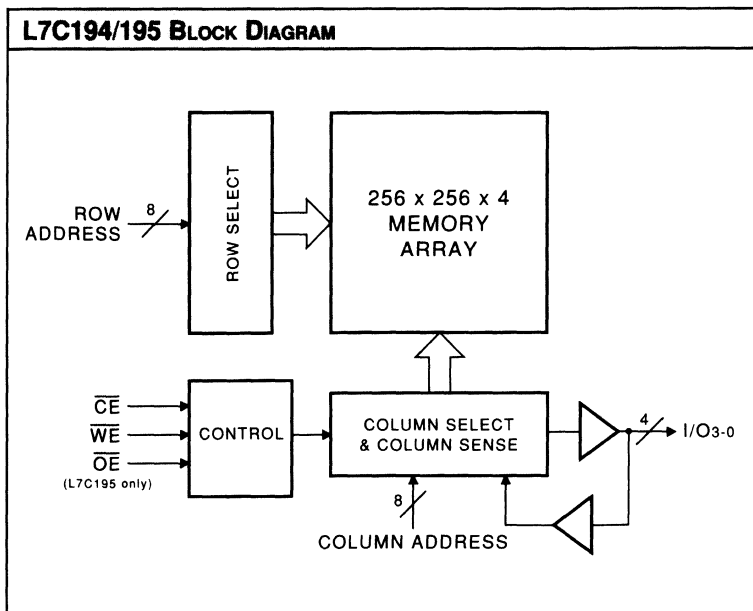 L7C194/195 BLOCK DIAGRAM
ROW
ADDRESS
8
ROW SELECT
256 x 256 x 4
MEMORY
ARRAY
CE
WE
OE
(L7C195 only)
CONTROL
COLUMN SELECT
& COLUMN SENSE
4
I/O3-0
8
COLUMN ADDRESS